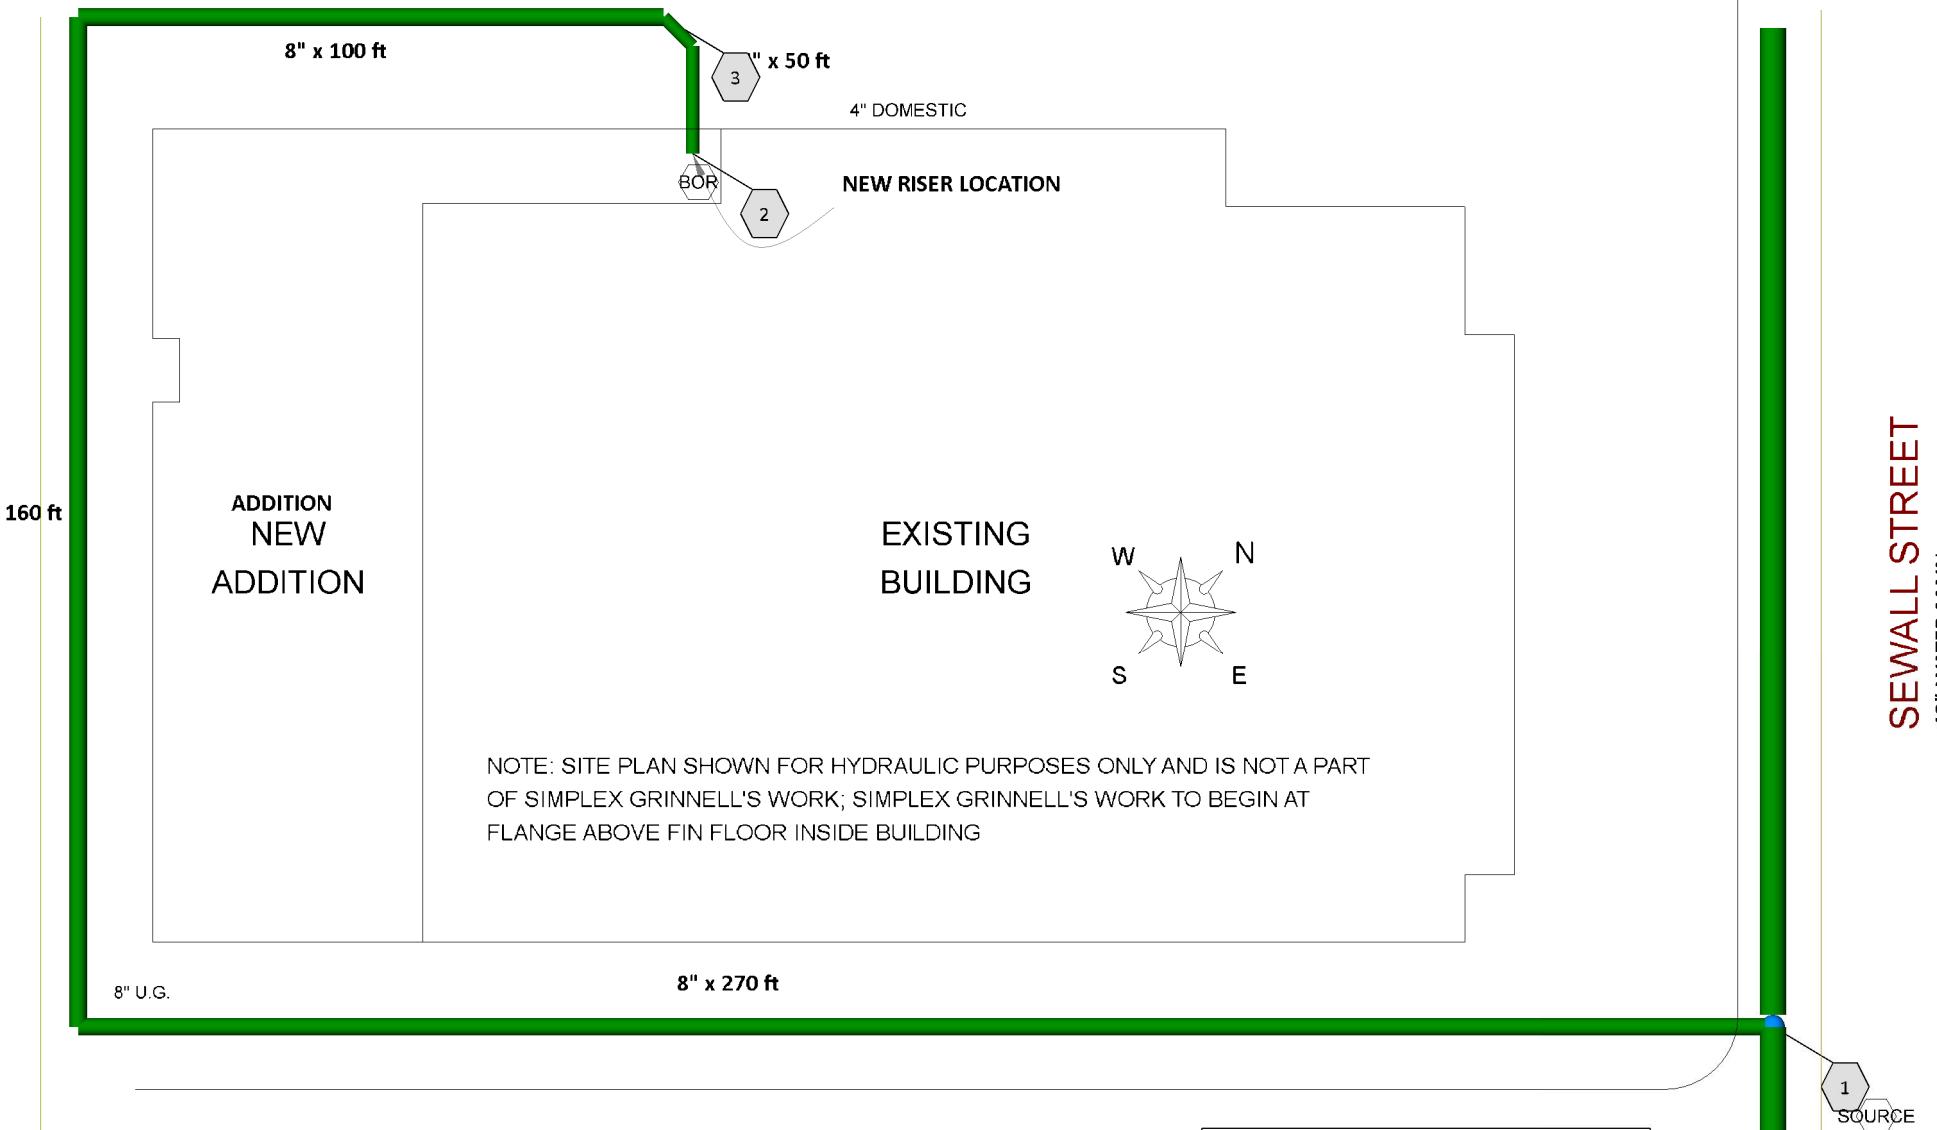 8" x 100 ft
" x 50 ft
3
4" DOMESTIC
BOR
NEW RISER LOCATION
2
160 ft
ADDITION
NEW
ADDITION
EXISTING
BUILDING
W
N
S
E
SEWALL STREET
NOTE: SITE PLAN SHOWN FOR HYDRAULIC PURPOSES ONLY AND IS NOT A PART
OF SIMPLEX GRINNELL'S WORK; SIMPLEX GRINNELL'S WORK TO BEGIN AT
FLANGE ABOVE FIN FLOOR INSIDE BUILDING
8" x 270 ft
8" U.G.
1
SOURCE